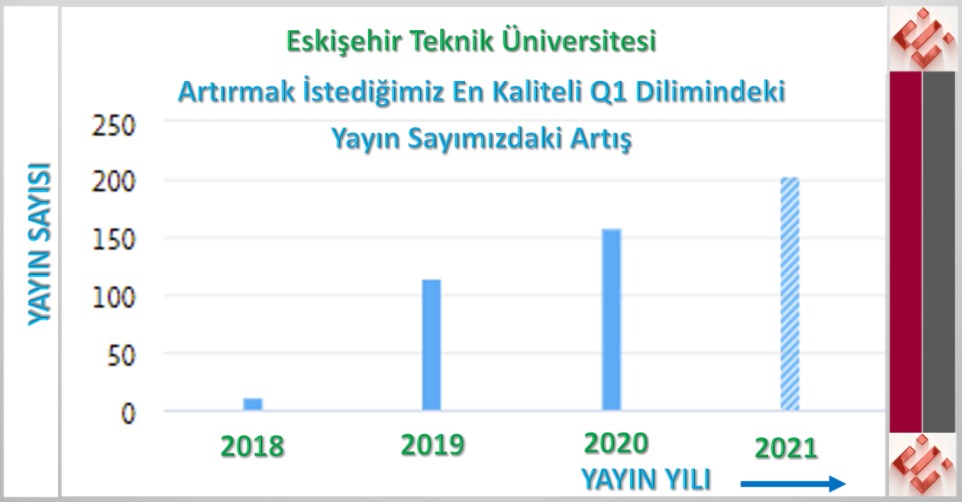 Eskişehir Teknik Üniversitesi
Artırmak İstediğimiz En Kaliteli Q1 Dilimindeki
Yayın Sayımızdaki Artış
YAYIN SAYISI
250
200
150
100
50
0
2018 2019 2020 2021
YAYIN YILI